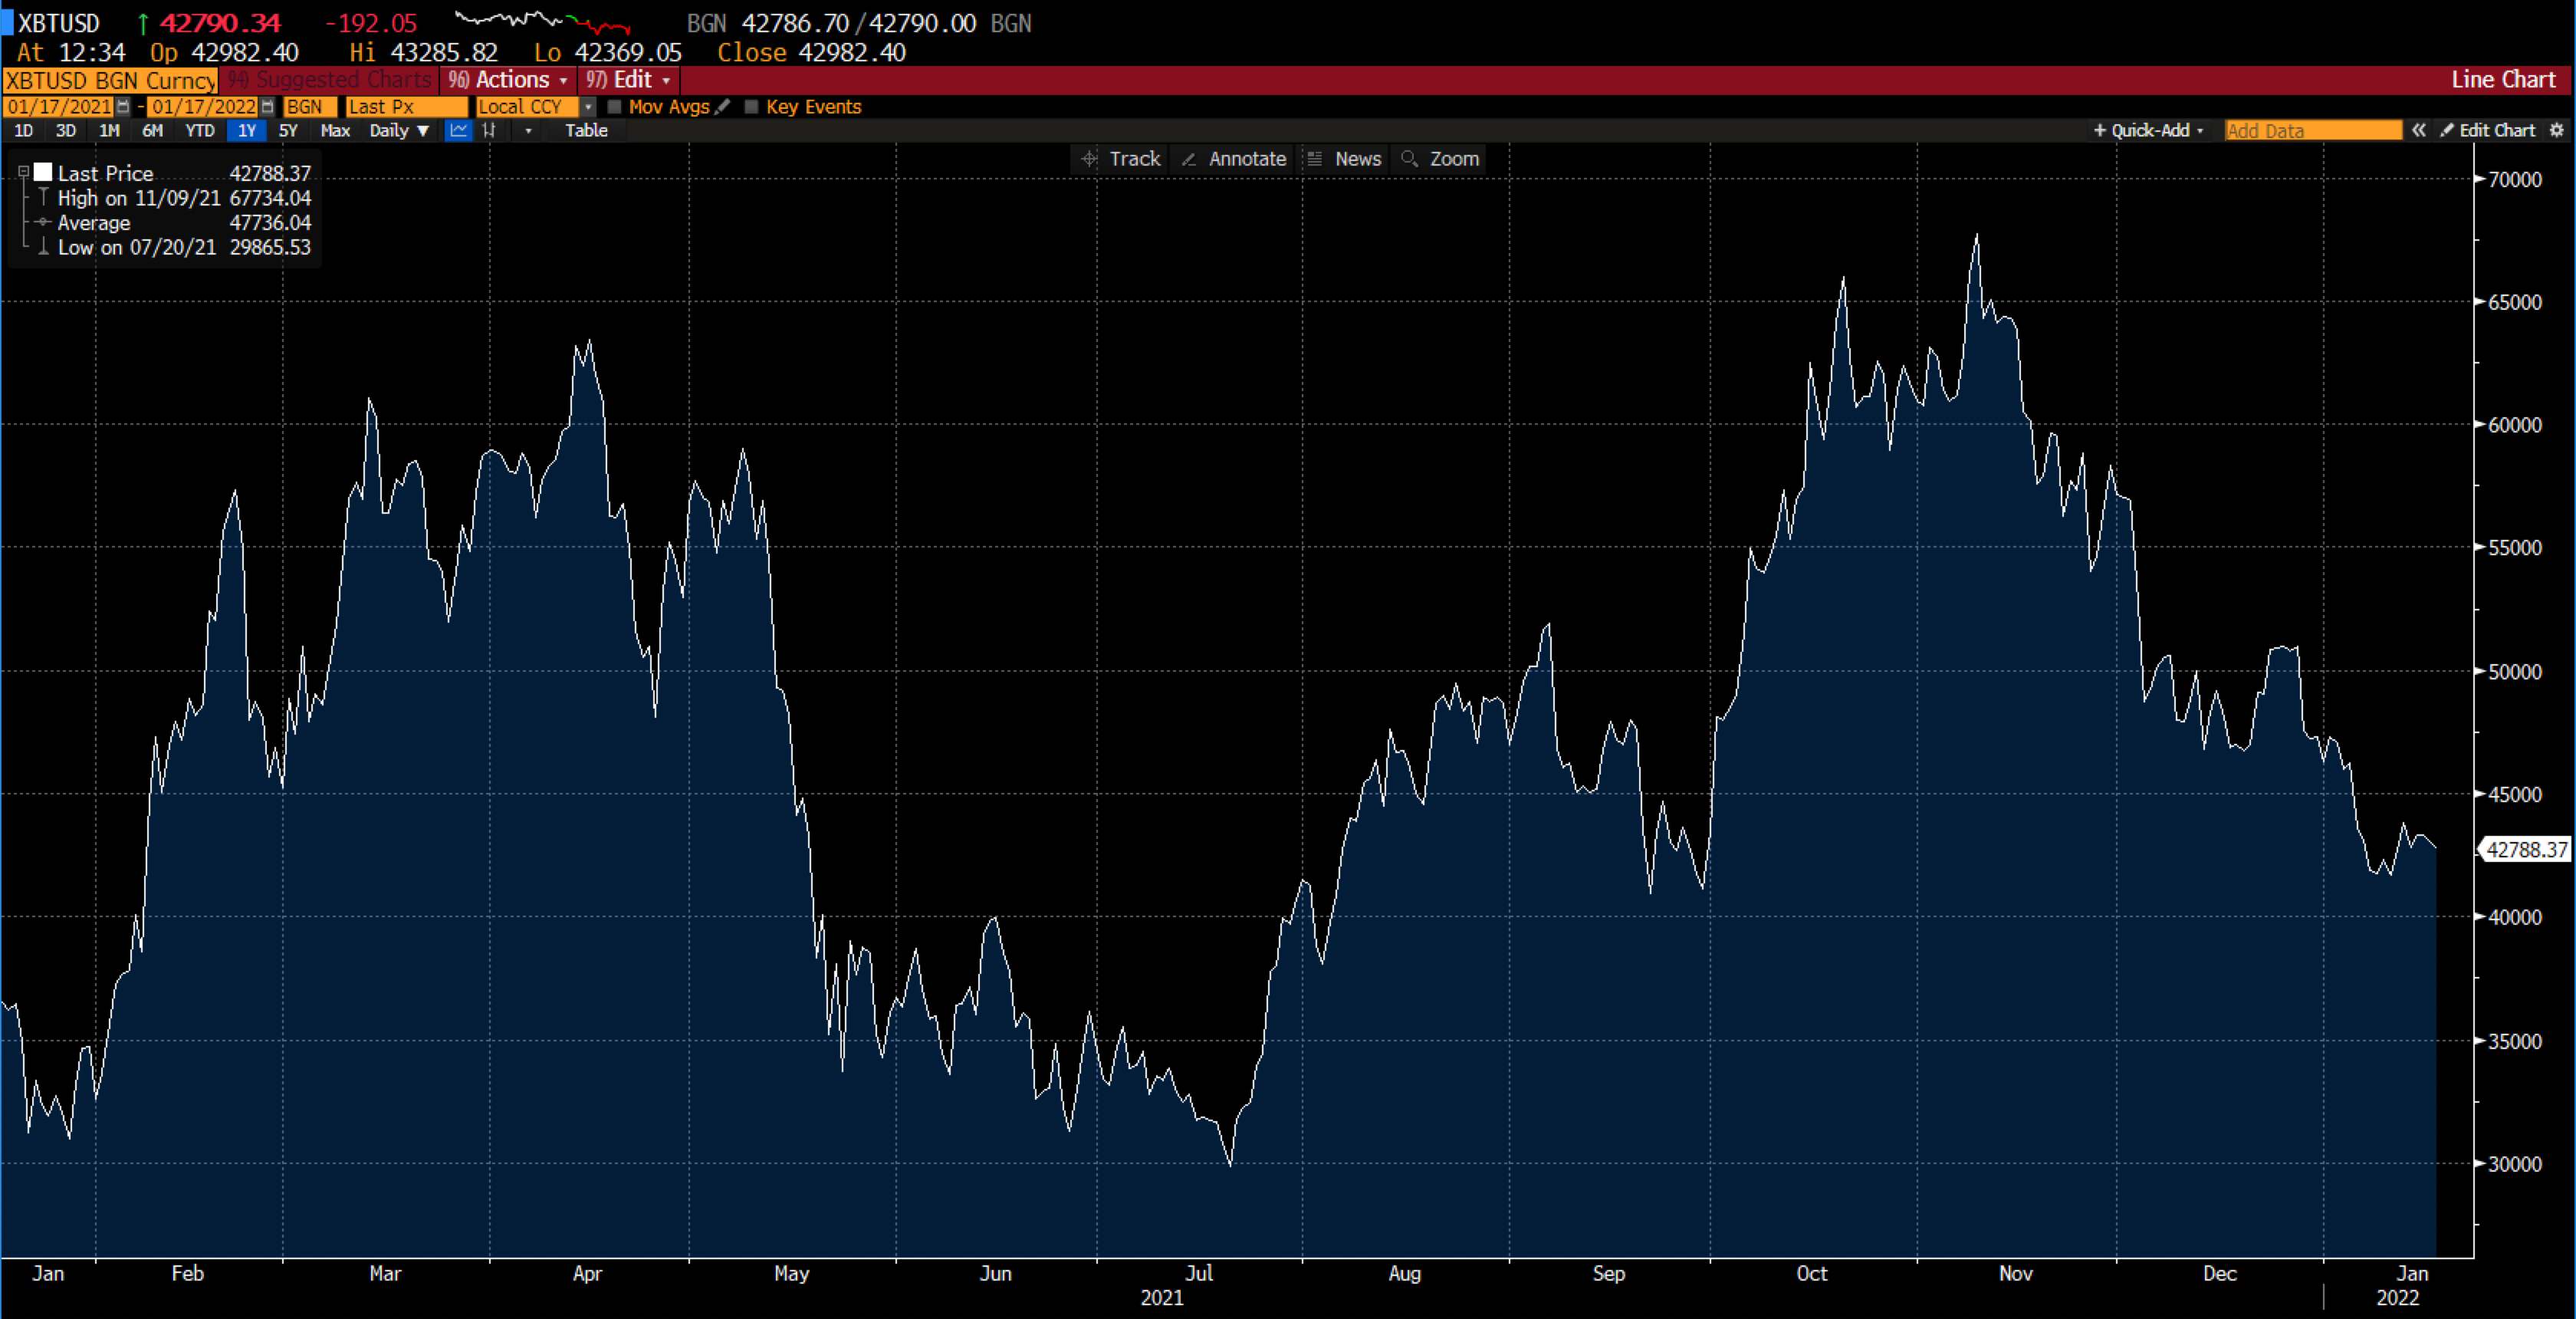 XBTUSD ↑ 42790.34 -192.05 BGN 42786.70/42790.00 BGN
At 12:34 Op 42982.40 Hi 43285.82 Lo 42369.05 Close 42982.40
XBTUSD BGN Curncy 94) Suggested Charts 96) Actions 97) Edit Line Chart
01/17/2021 - 01/17/2022 BGN Last Px Local CCY Mov Avgs Key Events
1D 3D 1M 6M YTD 1Y 5Y Max Daily ▼ Table + Quick-Add Add Data « Edit Chart
Track Annotate News Zoom
Last Price 42788.37
High on 11/09/21 67734.04
Average 47736.04
Low on 07/20/21 29865.53
70000
65000
60000
55000
50000
45000
42788.37
40000
35000
30000
Jan Feb Mar Apr May Jun Jul Aug Sep Oct Nov Dec Jan
2021 2022